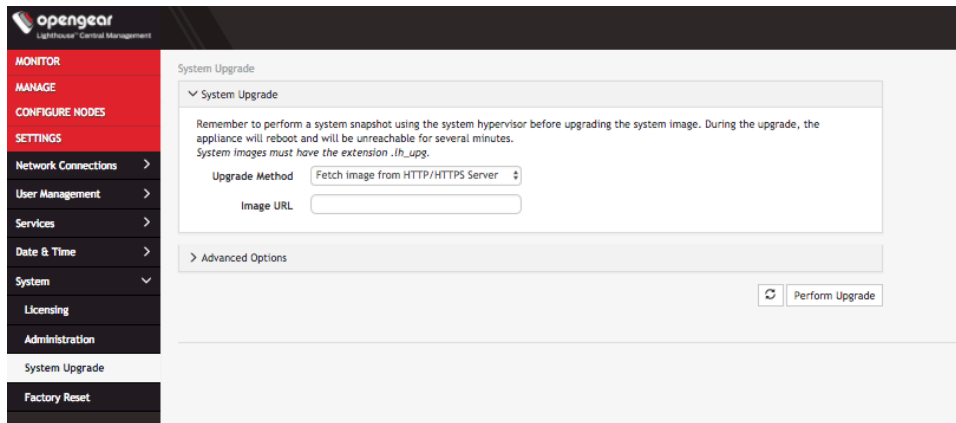 opengear
Lighthouse™ Central Management
MONITOR
MANAGE
CONFIGURE NODES
SETTINGS
Network Connections
User Management
Services
Date & Time
System
Licensing
Administration
System Upgrade
Factory Reset
System Upgrade
System Upgrade
Remember to perform a system snapshot using the system hypervisor before upgrading the system image. During the upgrade, the
appliance will reboot and will be unreachable for several minutes.
System images must have the extension .lh_upg.
Upgrade Method Fetch image from HTTP/HTTPS Server
Image URL
Advanced Options
Perform Upgrade